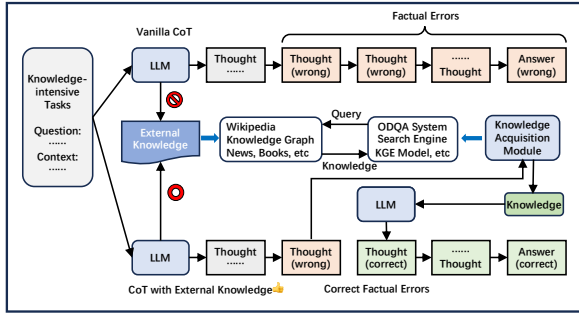 Vanilla CoT
Factual Errors
Knowledge-
intensive Tasks
Question:
......
Context:
......
LLM
Thought
......
Thought
(wrong)
Thought
(wrong)
......
Thought
Answer
(wrong)
External
Knowledge
Wikipedia
Knowledge Graph
News, Books, etc
Query
Knowledge
ODQA System
Search Engine
KGE Model, etc
Knowledge
Acquisition
Module
LLM
Knowledge
LLM
Thought
......
Thought
(wrong)
Thought
(correct)
......
Thought
Answer
(correct)
CoT with External Knowledge👍
Correct Factual Errors